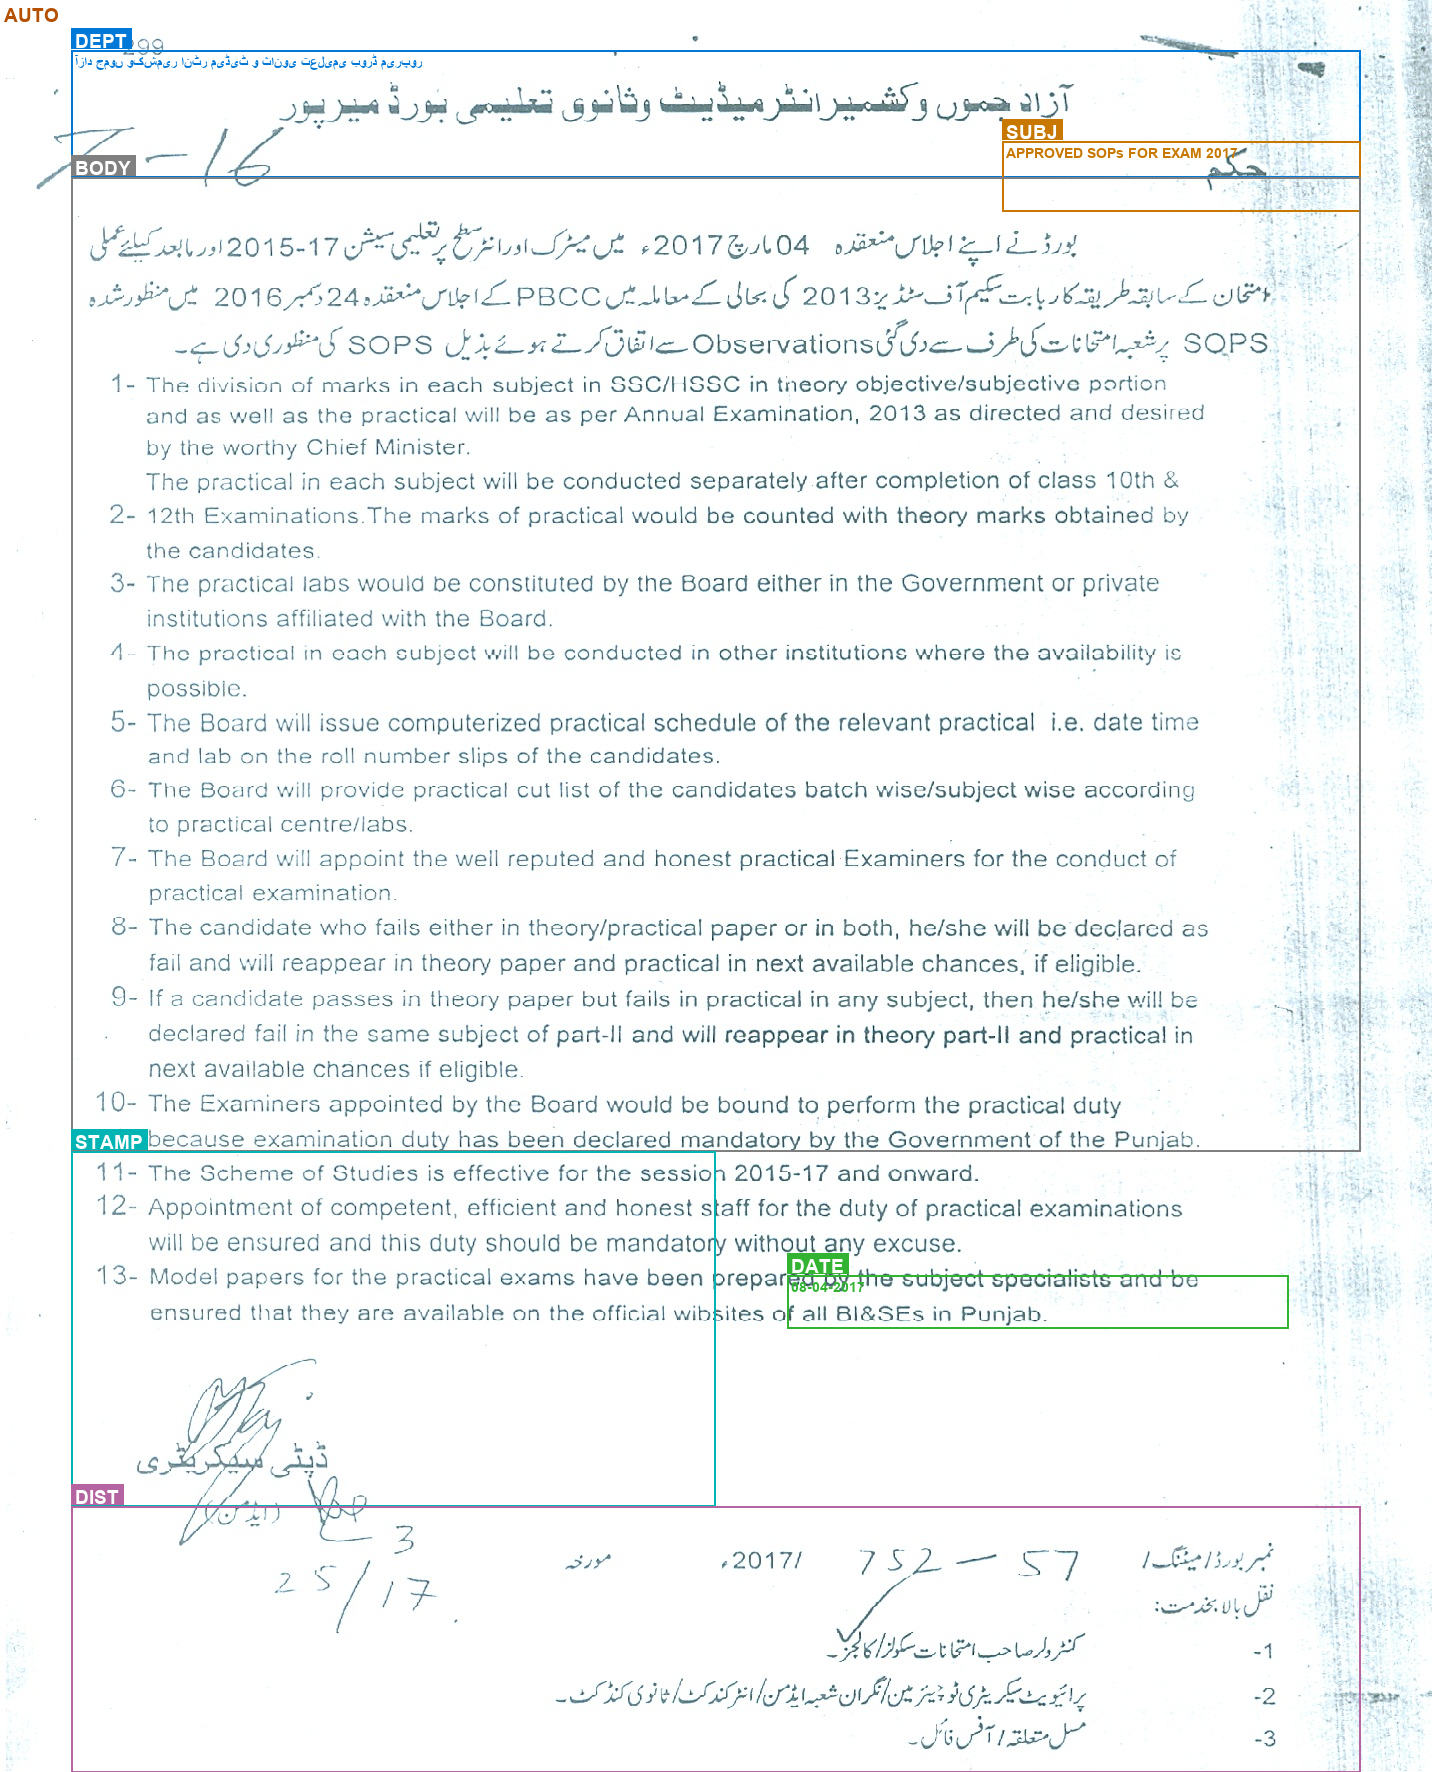 AUTO
DEPT
299
آزاد جموں وکشمیر انٹر میڈیٹ و ثانوی تعلیمی بورڈ میرپور
آزاد جموں وکشمیر انٹرمیڈیٹ وثانوی تعلیمی بورڈ میرپور
SUBJ
APPROVED SOPs FOR EXAM 2017
7-16
BODY
حکم
بورڈ نے اپنے اجلاس منعقدہ 04 مارچ 2017ء میں میٹرک اور انٹر سطح پر تعلیمی سیشن 17-2015 اور مابعد کیلئے عملی
امتحان کے سابقہ طریقہ کار بابت سکیم آف سٹڈیز 2013 کی بحالی کے معاملہ میں PBCC کے اجلاس منعقدہ 24 دسمبر 2016 میں منظور شدہ
SOPS پر شعبہ امتحانات کی طرف سے دی گئی Observations سے اتفاق کرتے ہوئے بذیل SOPS کی منظوری دی ہے۔
1- The division of marks in each subject in SSC/HSSC in theory objective/subjective portion
and as well as the practical will be as per Annual Examination, 2013 as directed and desired
by the worthy Chief Minister.
The practical in each subject will be conducted separately after completion of class 10th &
2- 12th Examinations.The marks of practical would be counted with theory marks obtained by
the candidates.
3- The practical labs would be constituted by the Board either in the Government or private
institutions affiliated with the Board.
4- The practical in each subject will be conducted in other institutions where the availability is
possible.
5- The Board will issue computerized practical schedule of the relevant practical i.e. date time
and lab on the roll number slips of the candidates.
6- The Board will provide practical cut list of the candidates batch wise/subject wise according
to practical centre/labs.
7- The Board will appoint the well reputed and honest practical Examiners for the conduct of
practical examination.
8- The candidate who fails either in theory/practical paper or in both, he/she will be declared as
fail and will reappear in theory paper and practical in next available chances, if eligible.
9- If a candidate passes in theory paper but fails in practical in any subject, then he/she will be
declared fail in the same subject of part-II and will reappear in theory part-II and practical in
next available chances if eligible.
10- The Examiners appointed by the Board would be bound to perform the practical duty
STAMP
because examination duty has been declared mandatory by the Government of the Punjab.
11- The Scheme of Studies is effective for the session 2015-17 and onward.
12- Appointment of competent, efficient and honest staff for the duty of practical examinations
will be ensured and this duty should be mandatory without any excuse.
DATE
13- Model papers for the practical exams have been prepared by the subject specialists and be
08-04-2017
ensured that they are available on the official wibsites of all BI&SEs in Punjab.
ڈپٹی سیکریٹری
DIST
(ایڈمن)
3
25/17
نمبر بورڈ/میٹنگ/ 752-57 /2017ء مورخہ
نقل بالا بخدمت:
1- کنٹرولر صاحب امتحانات سکولز/کالجز۔
2- پرائیویٹ سیکریٹری ٹو چیئرمین/نگران شعبہ ایڈمن/انٹر کنڈکٹ/ثانوی کنڈکٹ۔
3- مسل متعلقہ/آفس فائل۔